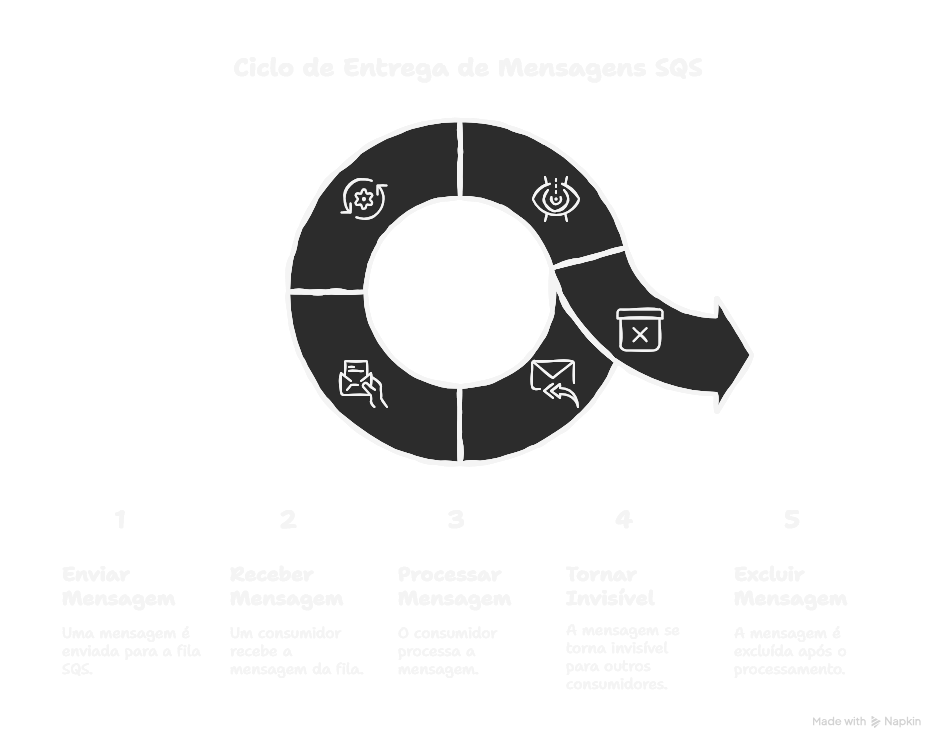 Ciclo de Entrega de Mensagens SQS
1
Enviar
Mensagem
Uma mensagem é
enviada para a fila
SQS.
2
Receber
Mensagem
Um consumidor
recebe a
mensagem da fila.
3
Processar
Mensagem
O consumidor
processa a
mensagem.
4
Tornar
Invisível
A mensagem se
torna invisível
para outros
consumidores.
5
Excluir
Mensagem
A mensagem é
excluída após o
processamento.
Made with Napkin